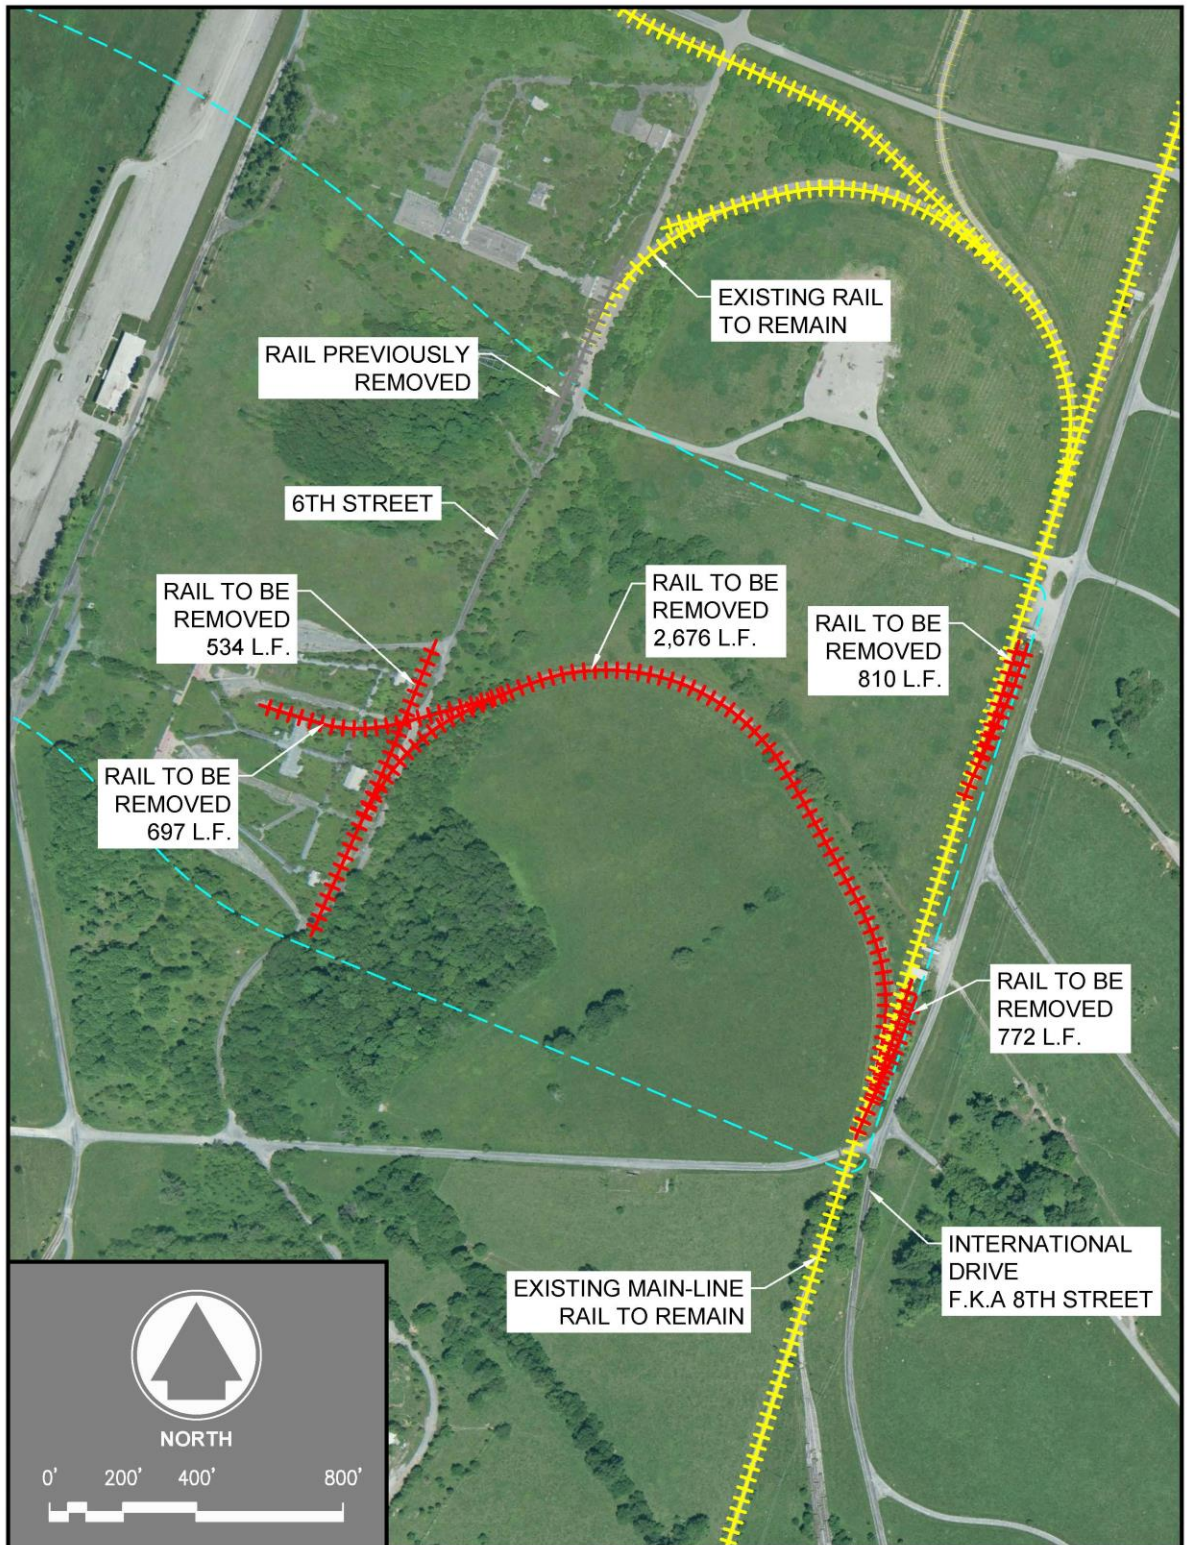 EXISTING RAIL
TO REMAIN
RAIL PREVIOUSLY
REMOVED
6TH STREET
RAIL TO BE
REMOVED
534 L.F.
RAIL TO BE
REMOVED
2,676 L.F.
RAIL TO BE
REMOVED
810 L.F.
RAIL TO BE
REMOVED
697 L.F.
RAIL TO BE
REMOVED
772 L.F.
INTERNATIONAL
DRIVE
F.K.A 8TH STREET
EXISTING MAIN-LINE
RAIL TO REMAIN
NORTH
0' 200' 400' 800'